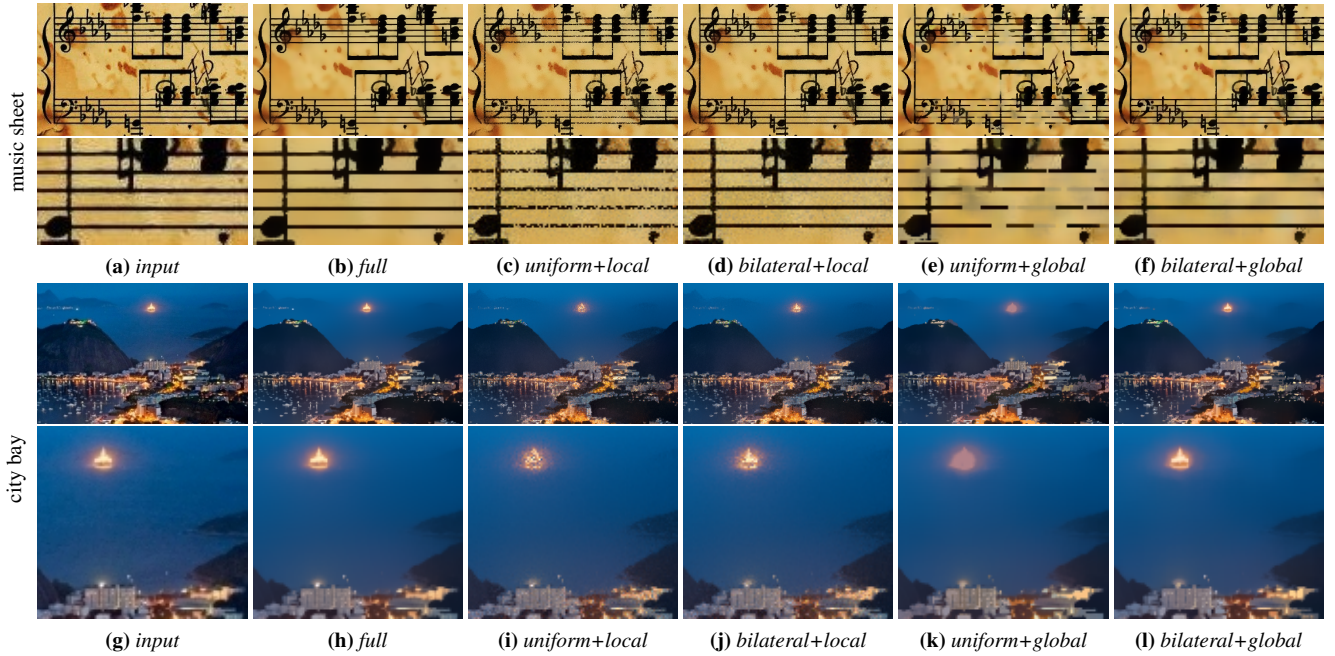 music sheet
(a) input
(b) full
(c) uniform+local
(d) bilateral+local
(e) uniform+global
(f) bilateral+global
city bay
(g) input
(h) full
(i) uniform+local
(j) bilateral+local
(k) uniform+global
(l) bilateral+global